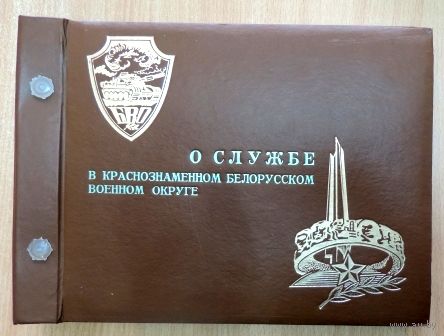 БВО
О СЛУЖБЕ
В КРАСНОЗНАМЕННОМ БЕЛОРУССКОМ
ВОЕННОМ ОКРУГЕ